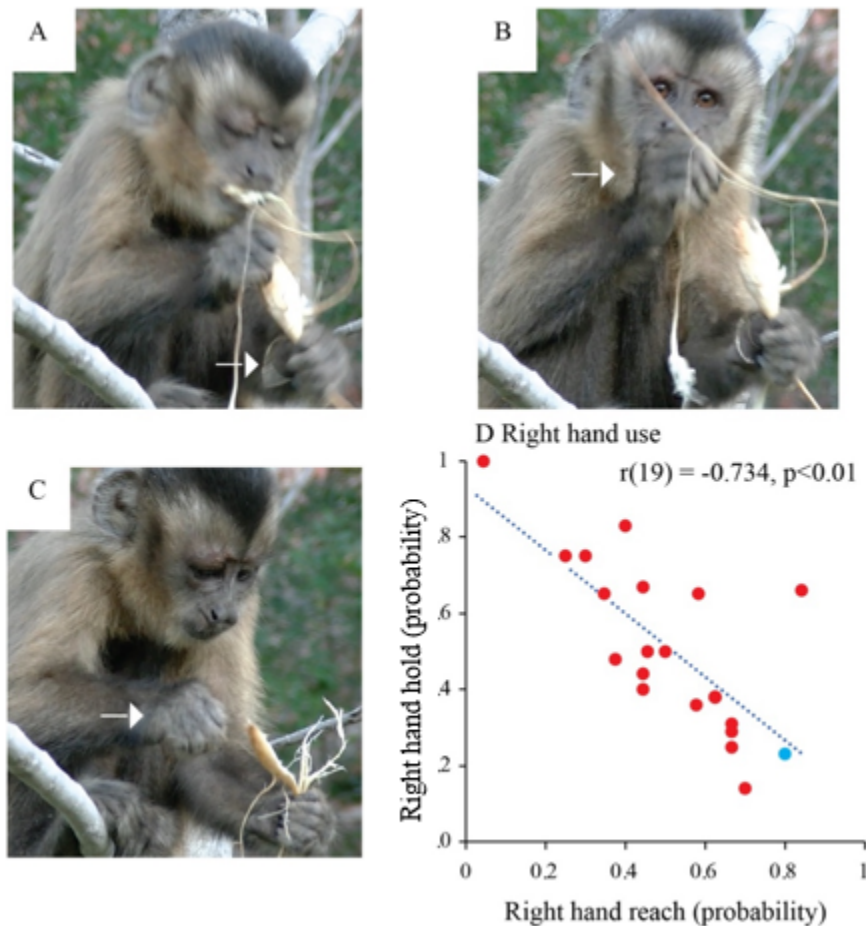 A
B
C
D Right hand use
r(19) = -0.734, p<0.01
Right hand hold (probability)
1
.8
.6
.4
.2
.0
0
0.2
0.4
0.6
0.8
1
Right hand reach (probability)